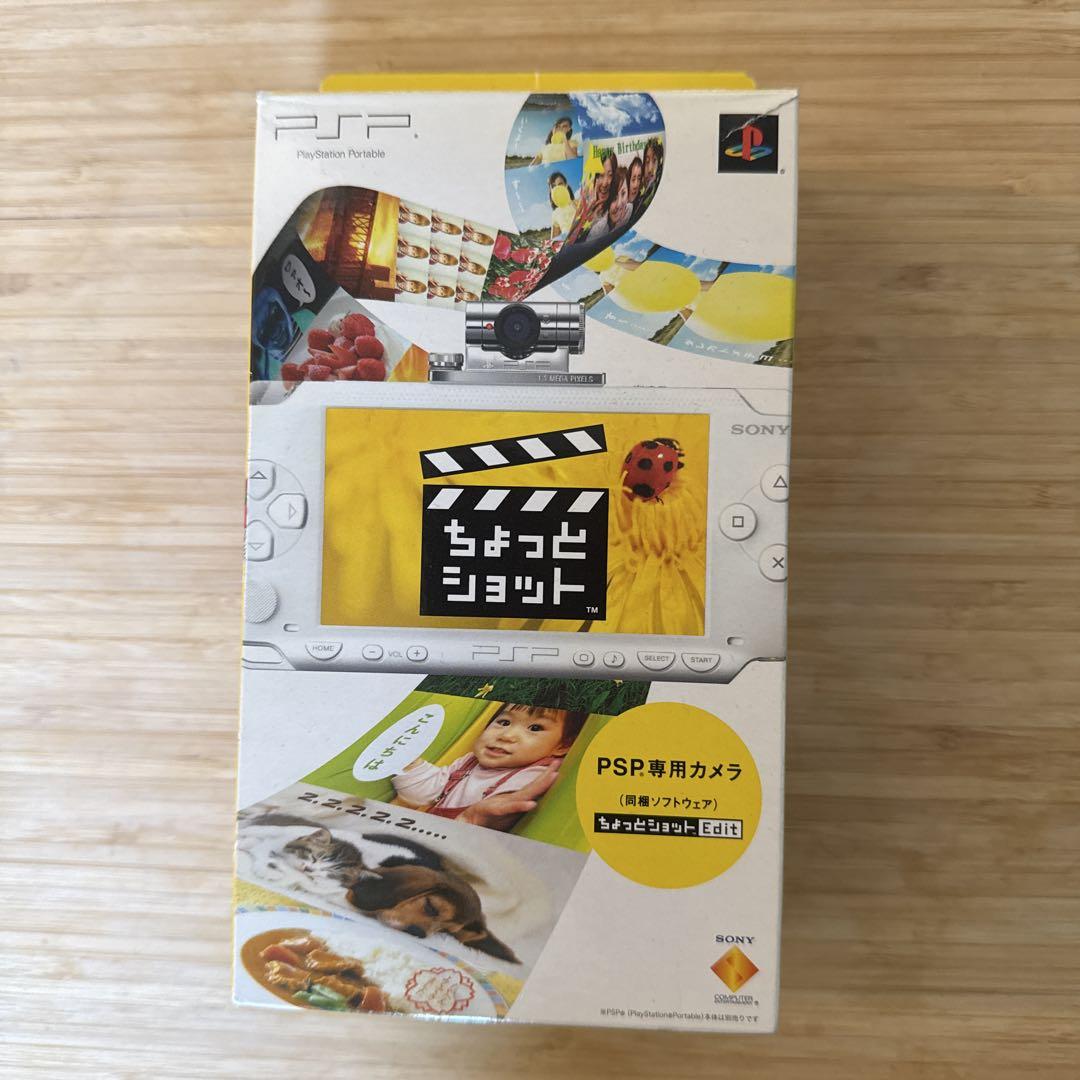 PSP®
PlayStation Portable
Happy Birthday
1.3 MEGA PIXELS
SONY
ちょっと
ショット™
HOME
VOL
PSP
SELECT
START
こんにちは
z.z.z.z.z.....
PSP®専用カメラ
(同梱ソフトウェア)
ちょっとショット Edit
SONY
COMPUTER
ENTERTAINMENT®
※PSP® (PlayStation®Portable)本体は別売りです